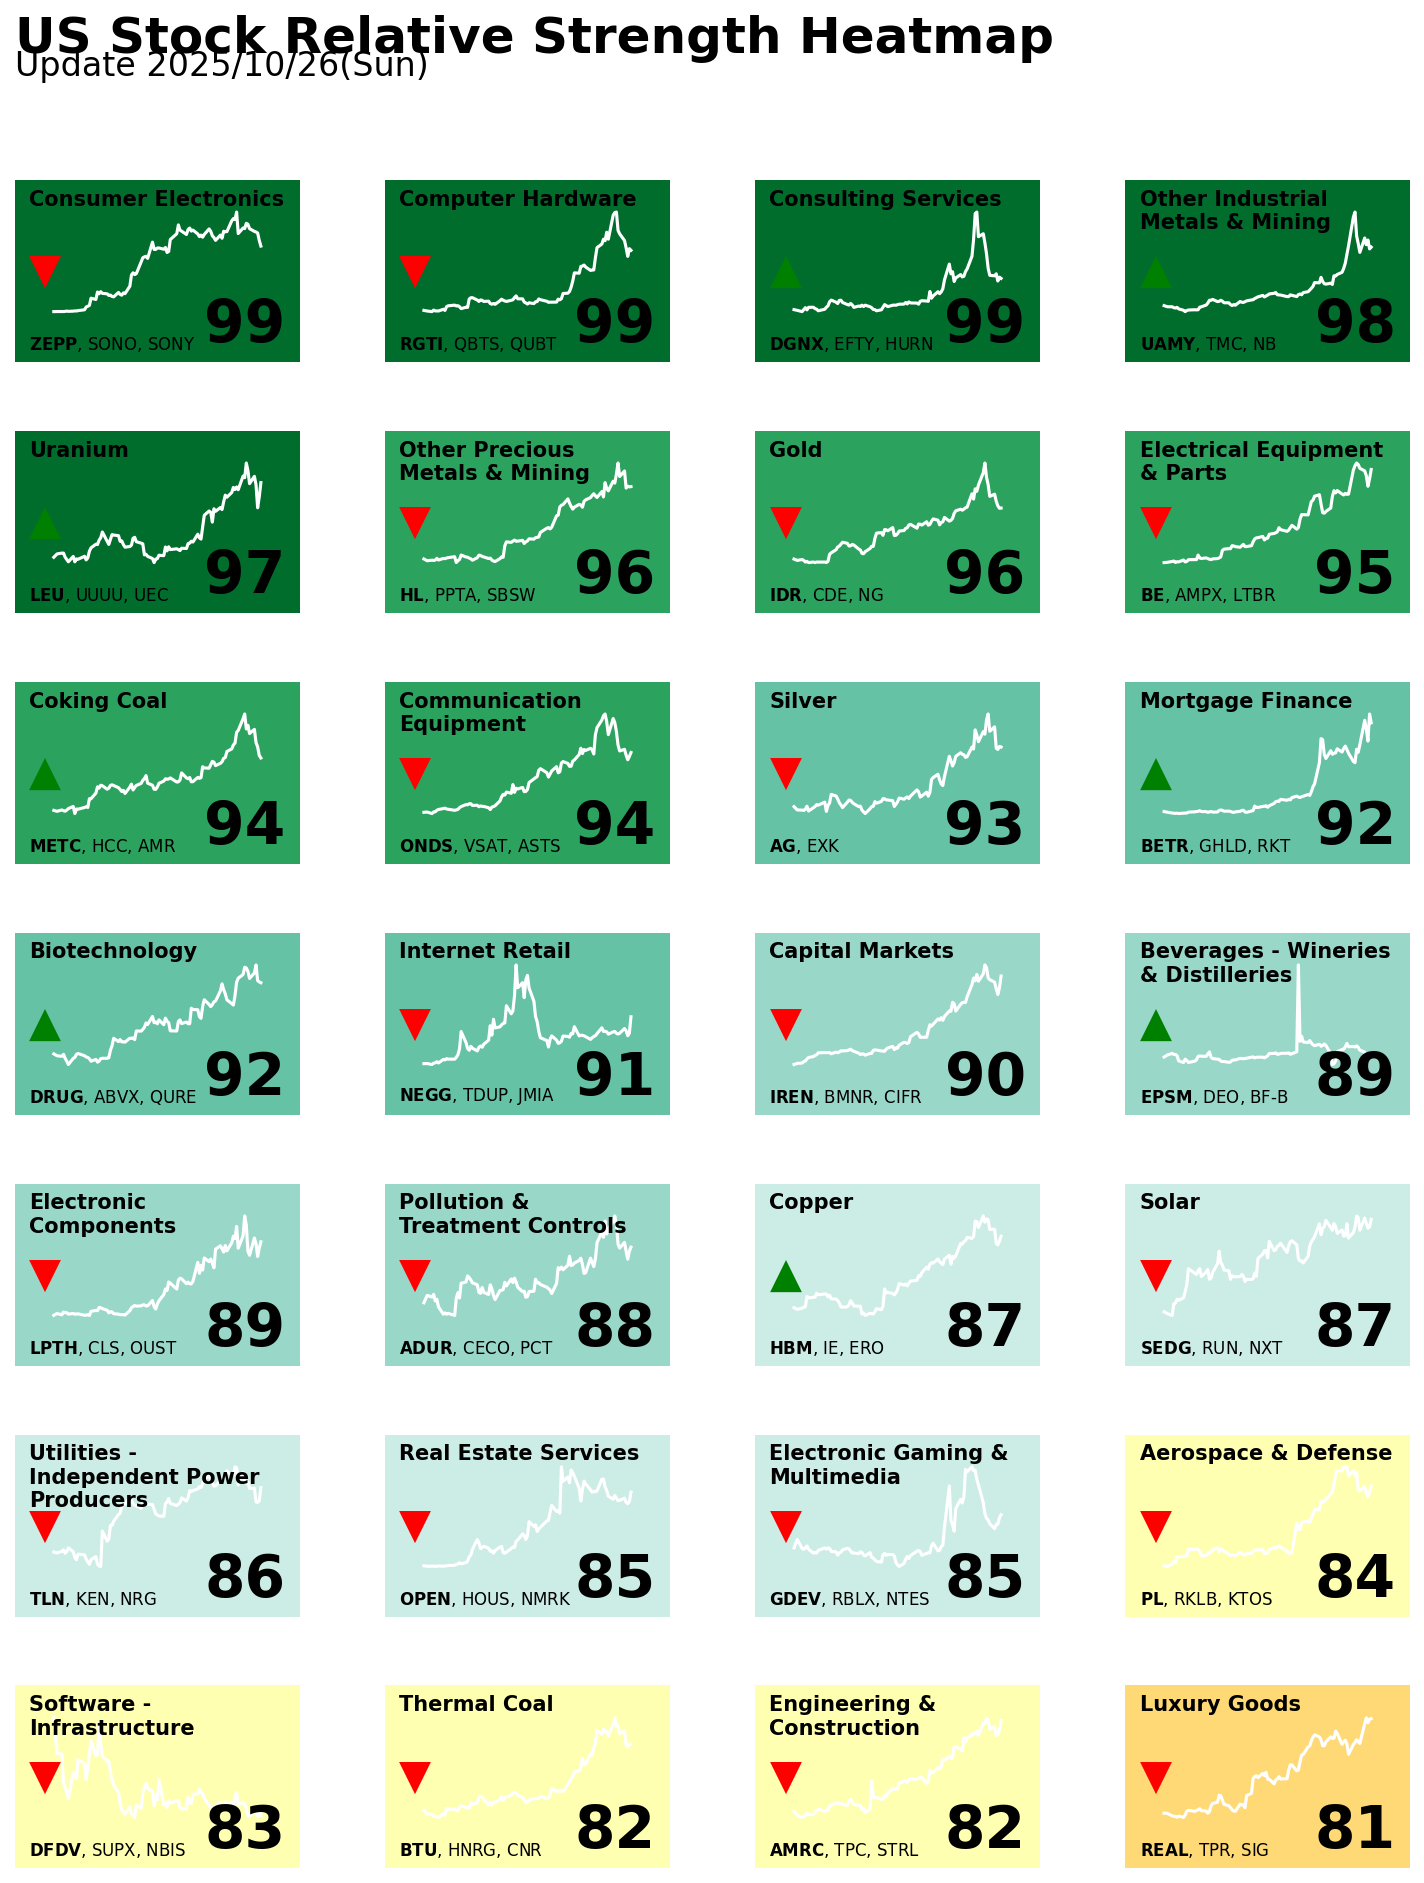 US Stock Relative Strength Heatmap
Update 2025/10/26(Sun)
Consumer Electronics
99
ZEPP, SONO, SONY
Computer Hardware
99
RGTI, QBTS, QUBT
Consulting Services
99
DGNX, EFTY, HURN
Other Industrial
Metals & Mining
98
UAMY, TMC, NB
Uranium
97
LEU, UUUU, UEC
Other Precious
Metals & Mining
96
HL, PPTA, SBSW
Gold
96
IDR, CDE, NG
Electrical Equipment
& Parts
95
BE, AMPX, LTBR
Coking Coal
94
METC, HCC, AMR
Communication
Equipment
94
ONDS, VSAT, ASTS
Silver
93
AG, EXK
Mortgage Finance
92
BETR, GHLD, RKT
Biotechnology
92
DRUG, ABVX, QURE
Internet Retail
91
NEGG, TDUP, JMIA
Capital Markets
90
IREN, BMNR, CIFR
Beverages - Wineries
& Distilleries
89
EPSM, DEO, BF-B
Electronic
Components
89
LPTH, CLS, OUST
Pollution &
Treatment Controls
88
ADUR, CECO, PCT
Copper
87
HBM, IE, ERO
Solar
87
SEDG, RUN, NXT
Utilities -
Independent Power
Producers
86
TLN, KEN, NRG
Real Estate Services
85
OPEN, HOUS, NMRK
Electronic Gaming &
Multimedia
85
GDEV, RBLX, NTES
Aerospace & Defense
84
PL, RKLB, KTOS
Software -
Infrastructure
83
DFDV, SUPX, NBIS
Thermal Coal
82
BTU, HNRG, CNR
Engineering &
Construction
82
AMRC, TPC, STRL
Luxury Goods
81
REAL, TPR, SIG